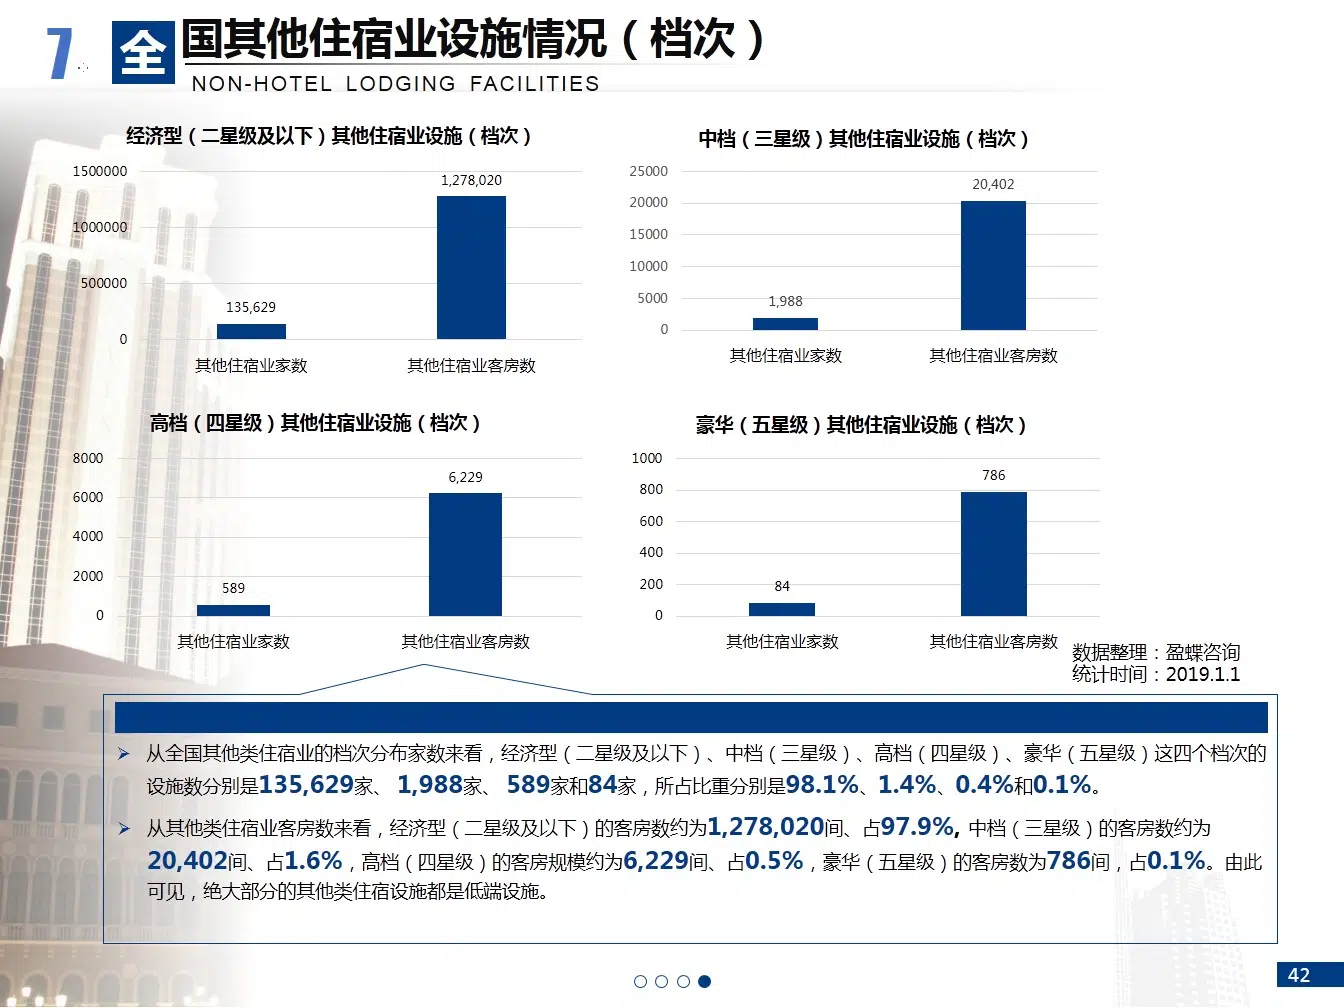 7
全国其他住宿业设施情况（档次）
NON-HOTEL LODGING FACILITIES
经济型（二星级及以下）其他住宿业设施（档次）
1500000
1000000
500000
0
135,629
1,278,020
其他住宿业家数
其他住宿业客房数
中档（三星级）其他住宿业设施（档次）
25000
20000
15000
10000
5000
0
1,988
20,402
其他住宿业家数
其他住宿业客房数
高档（四星级）其他住宿业设施（档次）
8000
6000
4000
2000
0
589
6,229
其他住宿业家数
其他住宿业客房数
豪华（五星级）其他住宿业设施（档次）
1000
800
600
400
200
0
84
786
其他住宿业家数
其他住宿业客房数
数据整理：盈蝶咨询
统计时间：2019.1.1
从全国其他类住宿业的档次分布家数来看，经济型（二星级及以下）、中档（三星级）、高档（四星级）、豪华（五星级）这四个档次的
设施数分别是135,629家、 1,988家、 589家和84家，所占比重分别是98.1%、1.4%、0.4%和0.1%。
从其他类住宿业客房数来看，经济型（二星级及以下）的客房数约为1,278,020间、占97.9%, 中档（三星级）的客房数约为
20,402间、占1.6%，高档（四星级）的客房规模约为6,229间、占0.5%，豪华（五星级）的客房数为786间，占0.1%。由此
可见，绝大部分的其他类住宿设施都是低端设施。
42